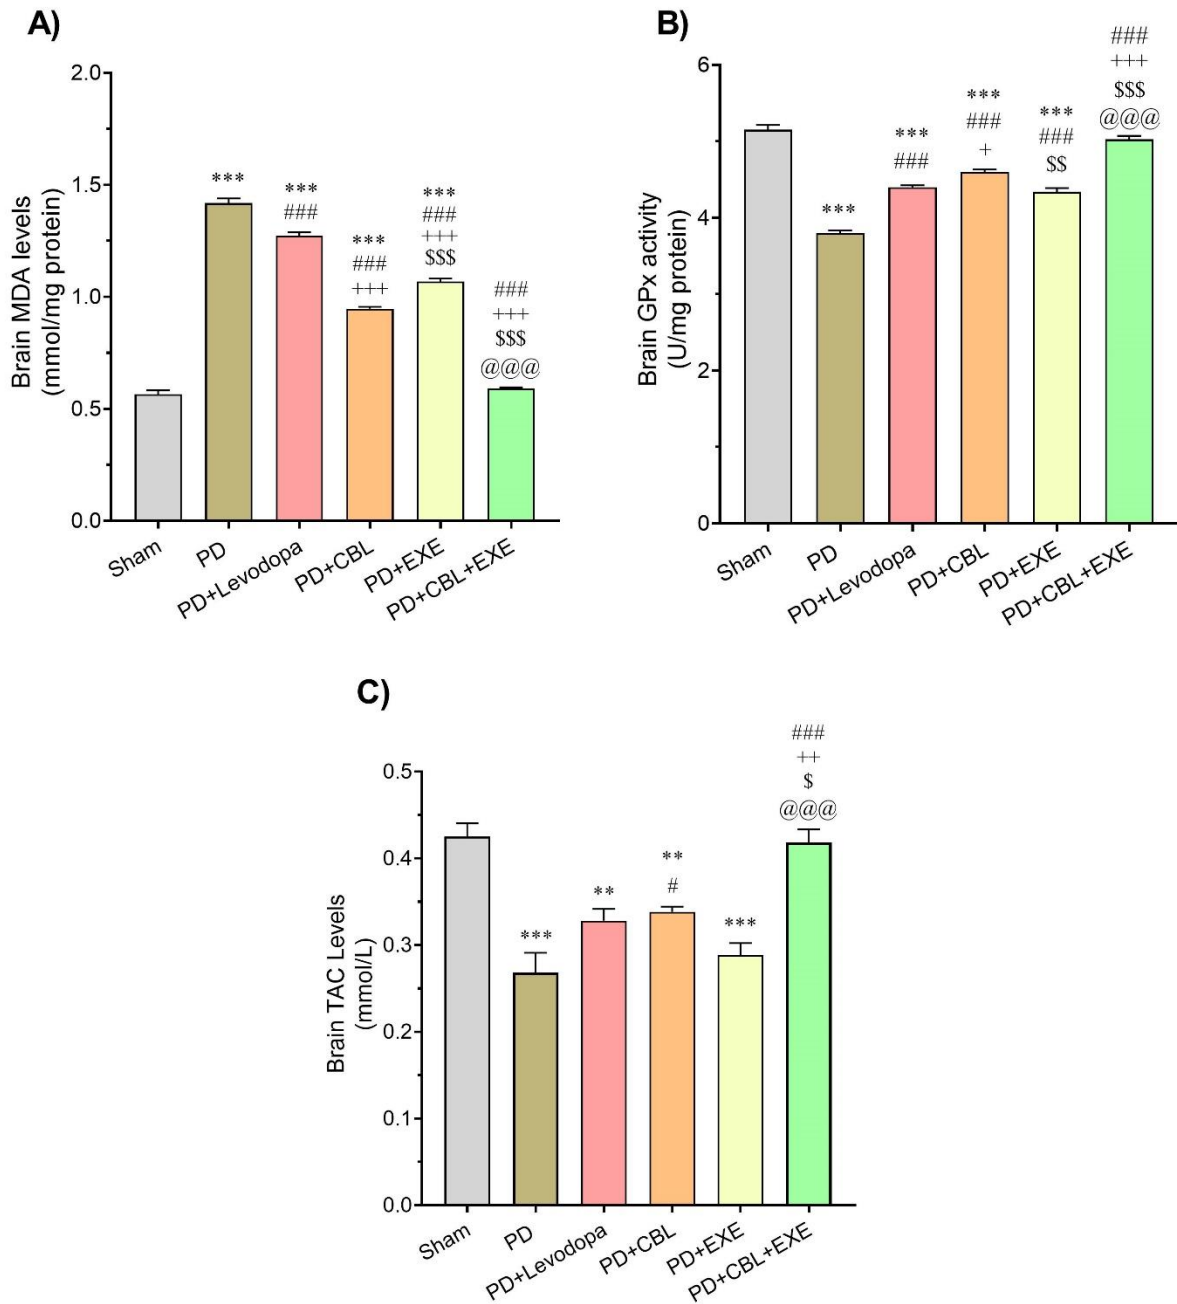 A)
Brain MDA levels
(mmol/mg protein)
2.0
1.5
1.0
0.5
0.0
***
***
###
***
###
+++
***
###
+++
$$$
###
+++
$$$
@@@
Sham
PD
PD+Levodopa
PD+CBL
PD+EXE
PD+CBL+EXE
B)
Brain GPx activity
(U/mg protein)
6
4
2
0
***
***
###
***
###
+
***
###
$$
###
+++
$$$
@@@
Sham
PD
PD+Levodopa
PD+CBL
PD+EXE
PD+CBL+EXE
C)
Brain TAC Levels
(mmol/L)
0.5
0.4
0.3
0.2
0.1
0.0
***
**
**
#
***
###
++
$
@@@
Sham
PD
PD+Levodopa
PD+CBL
PD+EXE
PD+CBL+EXE